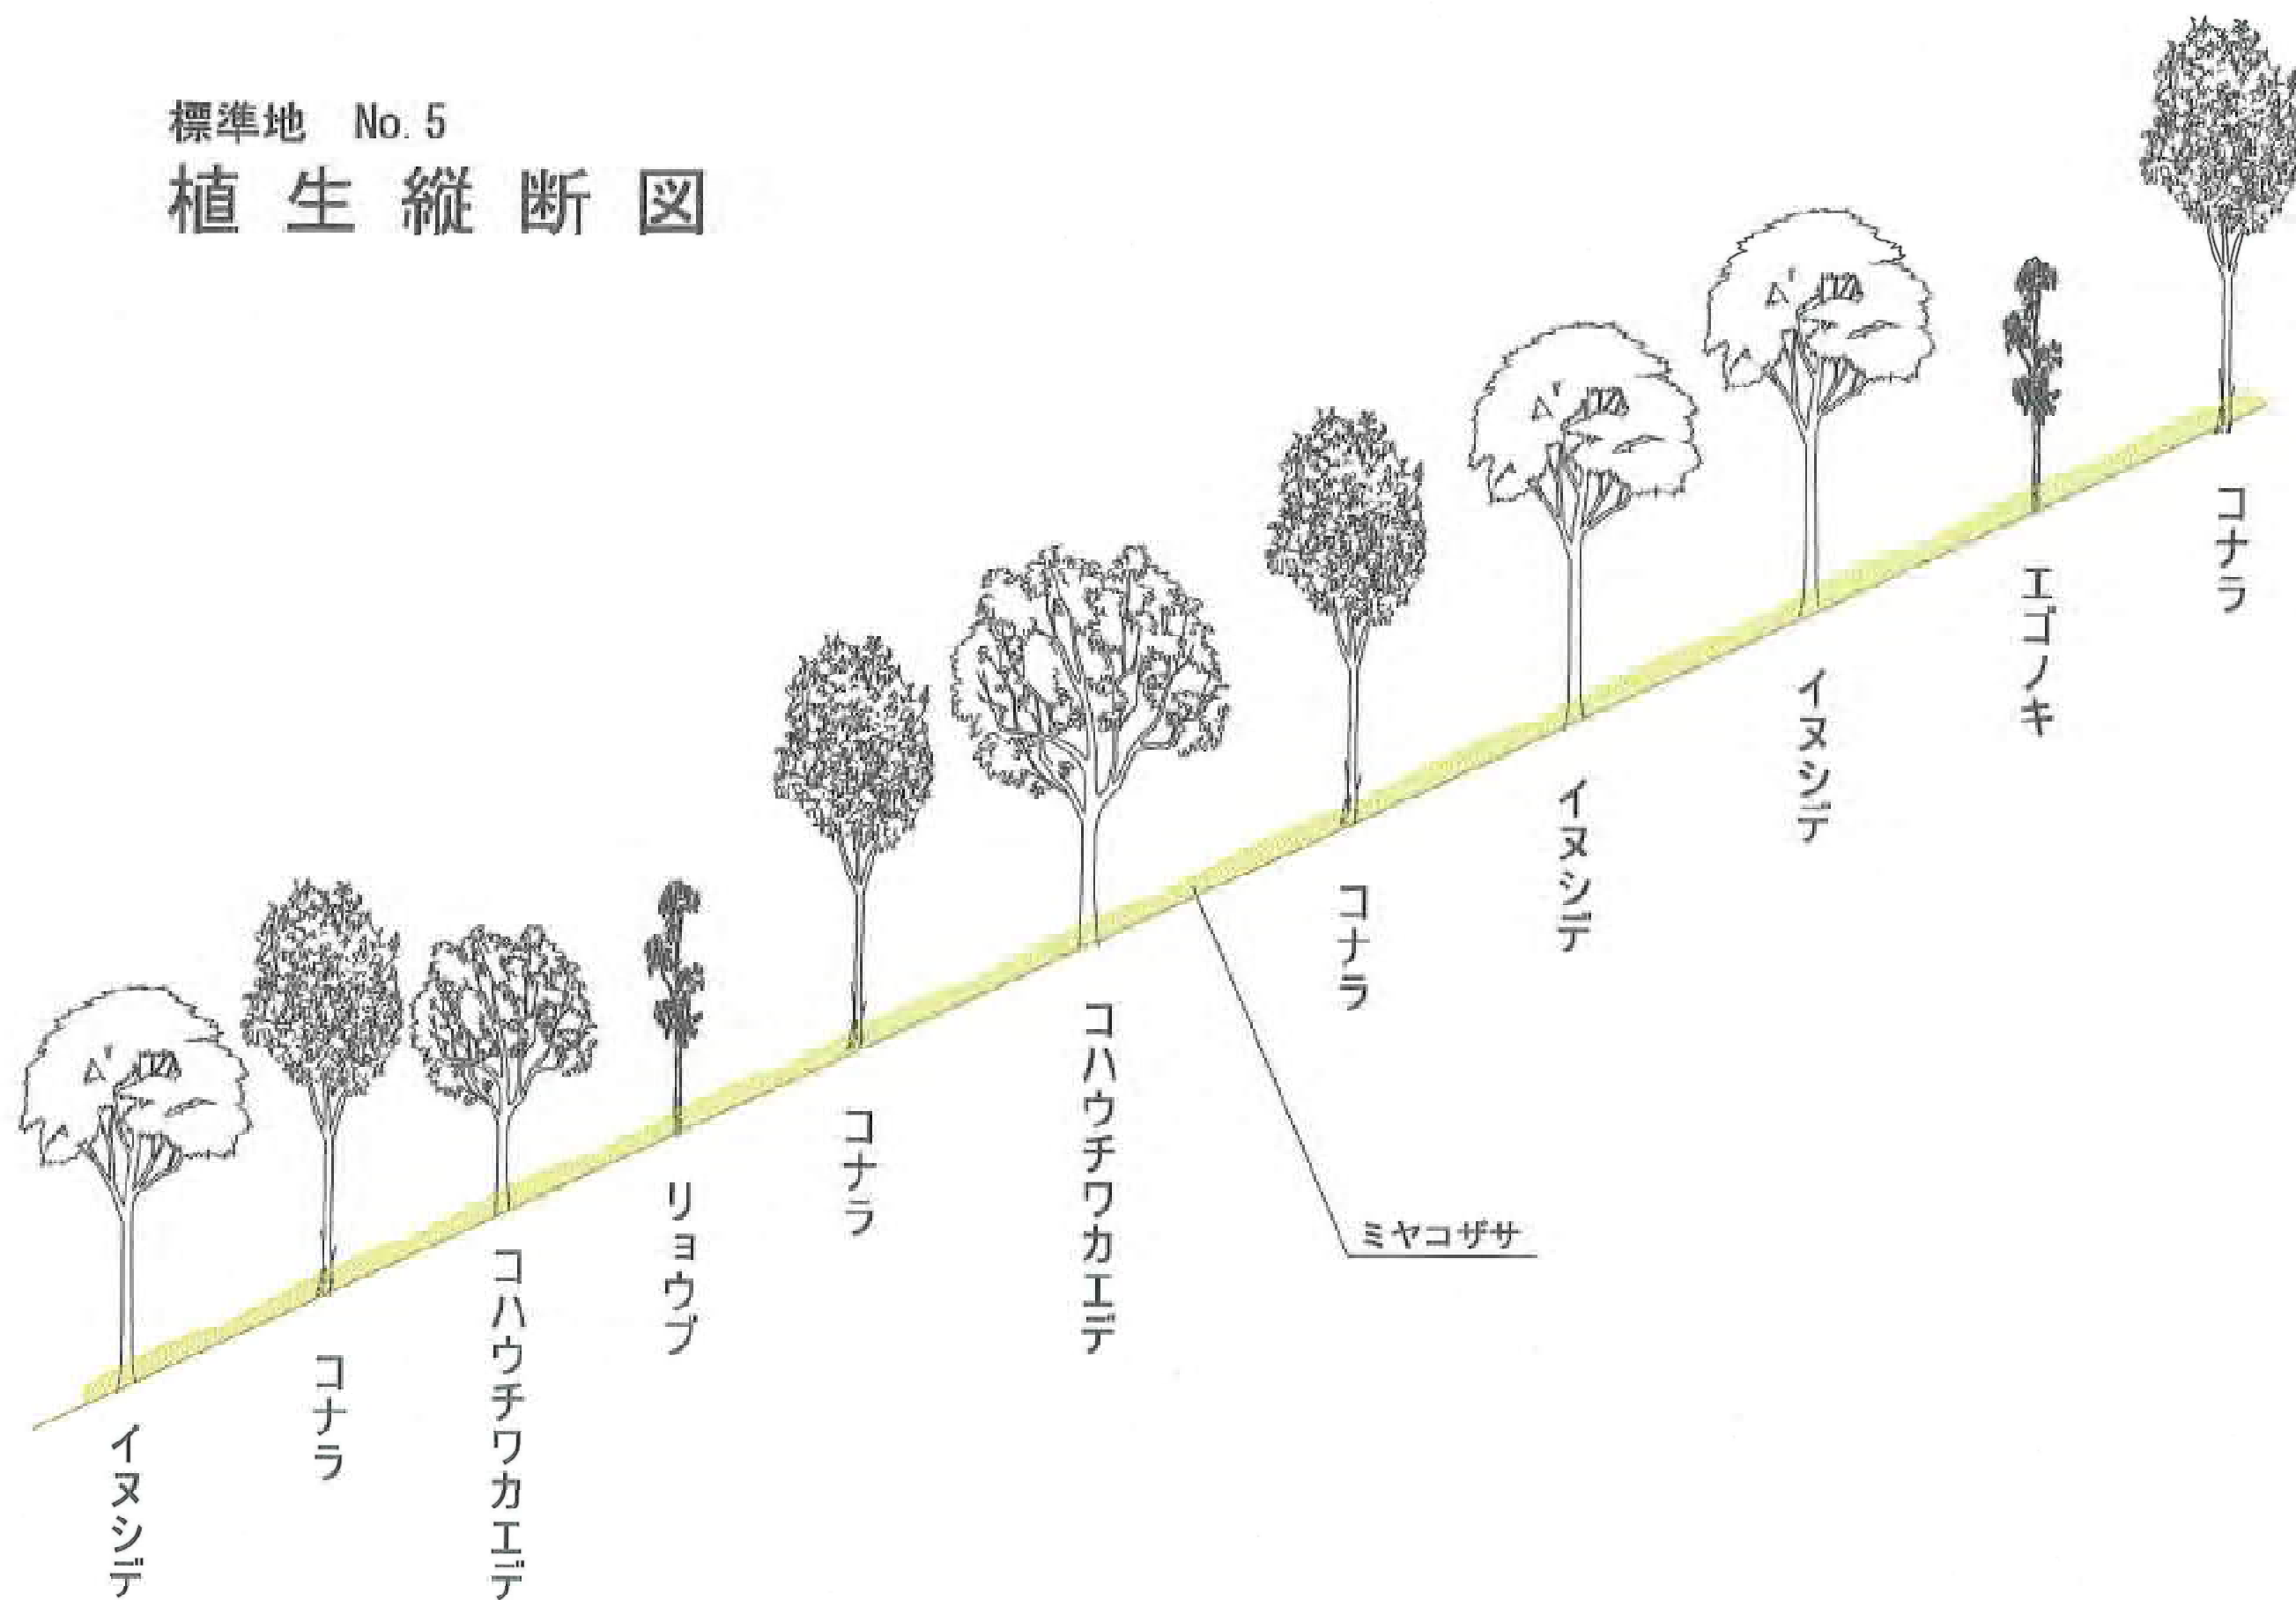 標準地 No. 5
植生縦断図
イヌシデ
コナラ
コハウチワカエデ
リョウブ
コナラ
コハウチワカエデ
ミヤコザサ
コナラ
イヌシデ
イヌシデ
エゴノキ
コナラ